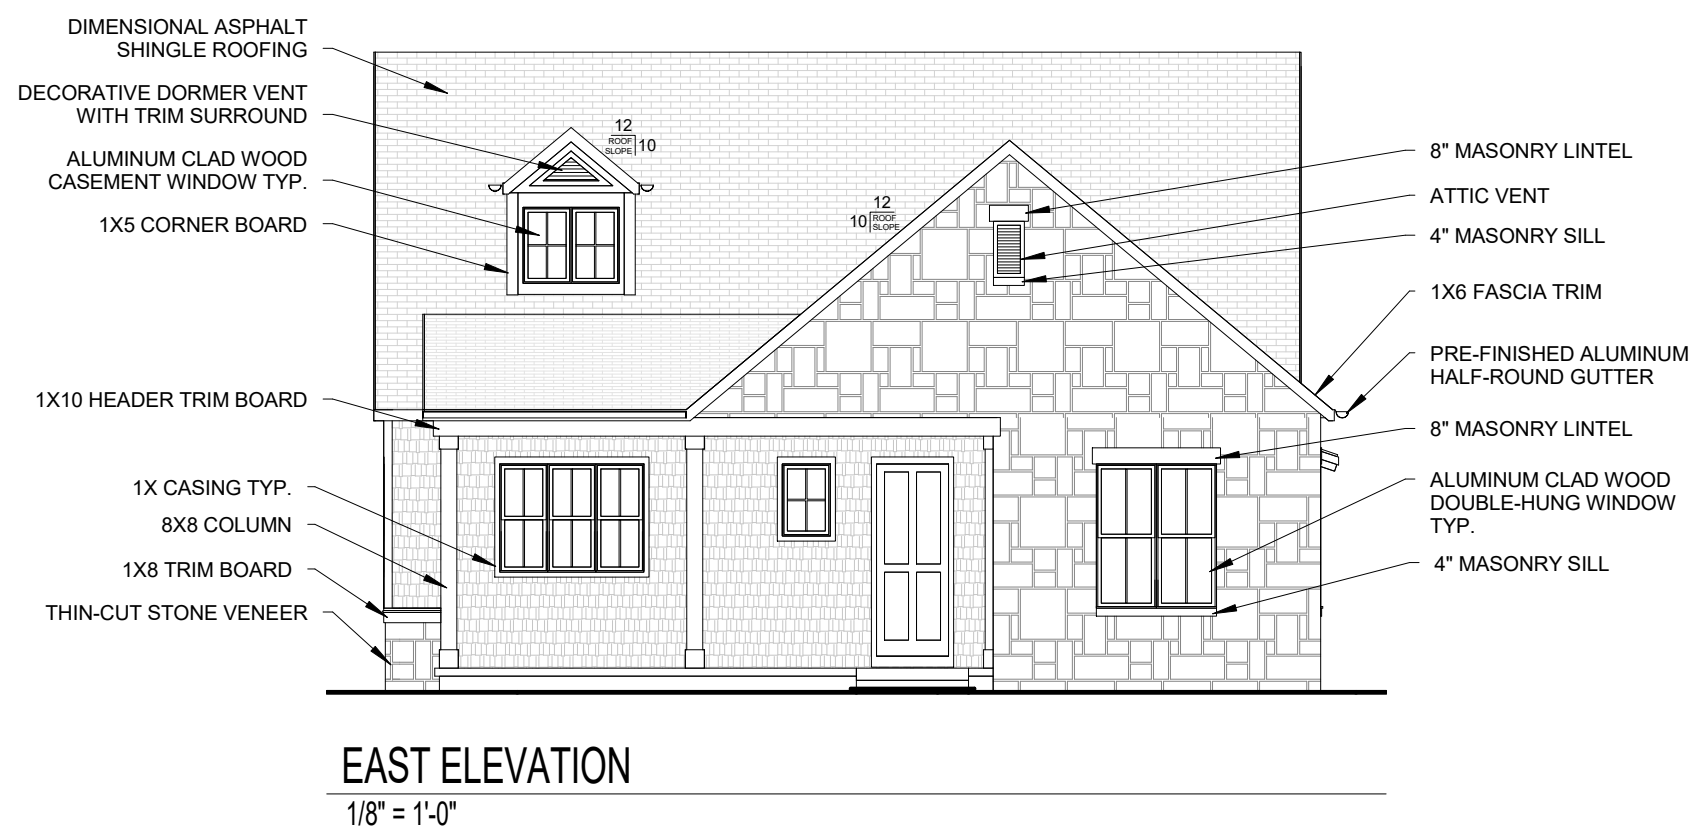 DIMENSIONAL ASPHALT
SHINGLE ROOFING
DECORATIVE DORMER VENT
WITH TRIM SURROUND
ALUMINUM CLAD WOOD
CASEMENT WINDOW TYP.
1X5 CORNER BOARD
1X10 HEADER TRIM BOARD
1X CASING TYP.
8X8 COLUMN
1X8 TRIM BOARD
THIN-CUT STONE VENEER
12
ROOF
SLOPE
10
12
10
ROOF
SLOPE
8" MASONRY LINTEL
ATTIC VENT
4" MASONRY SILL
1X6 FASCIA TRIM
PRE-FINISHED ALUMINUM
HALF-ROUND GUTTER
8" MASONRY LINTEL
ALUMINUM CLAD WOOD
DOUBLE-HUNG WINDOW
TYP.
4" MASONRY SILL
EAST ELEVATION
1/8" = 1'-0"